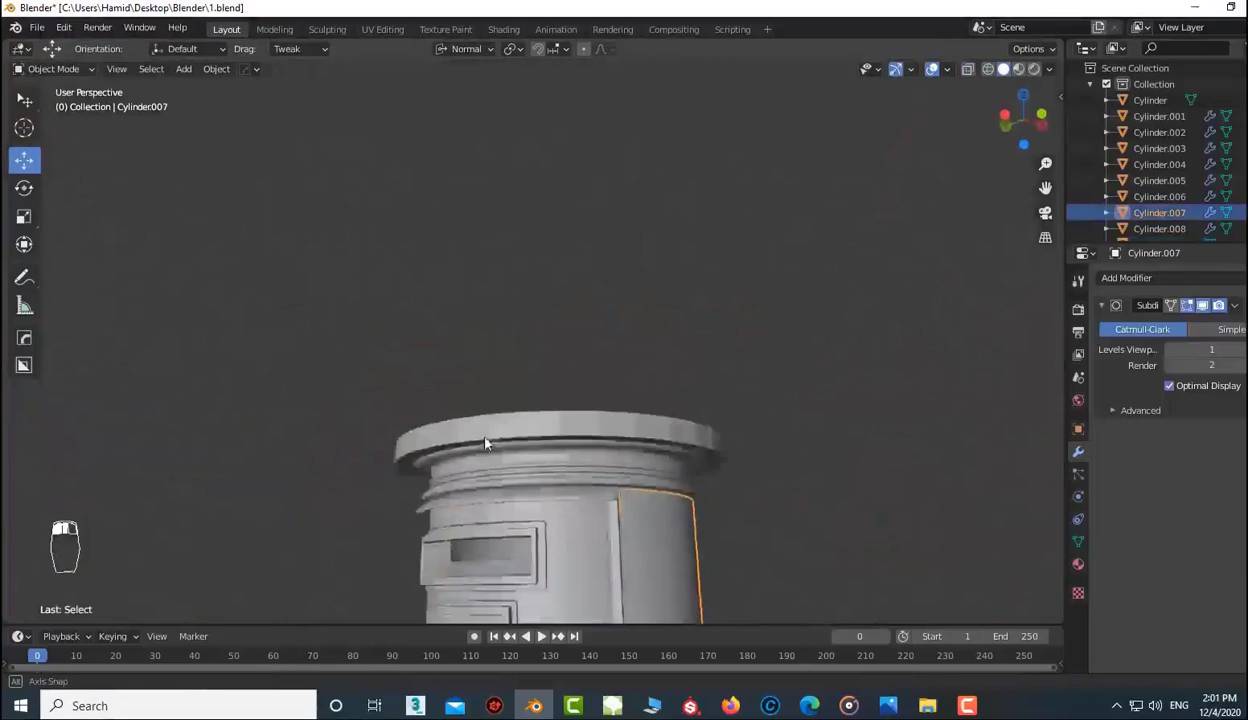 Blender* [C:\Users\Hamid\Desktop\Blender\1.blend]
File Edit Render Window Help Layout Modeling Sculpting UV Editing Texture Paint Shading Animation Rendering Compositing Scripting + Scene View Layer
Orientation: Default Drag: Tweak Normal Options
Object Mode View Select Add Object
Scene Collection
Collection
Cylinder
Cylinder.001
Cylinder.002
Cylinder.003
Cylinder.004
Cylinder.005
Cylinder.006
Cylinder.007
Cylinder.008
User Perspective
(0) Collection | Cylinder.007
Z
Cylinder.007
Add Modifier
Subdi
Catmull-Clark Simple
Levels Viewp... 1
Render 2
Optimal Display
Advanced
Last: Select
Playback Keying View Marker 0 Start 1 End 250
0 10 20 30 40 50 60 70 80 90 100 110 120 130 140 150 160 170 180 190 200 210 220 230 240 250
Axis Snap
Search
ENG
2:01 PM
12/4/2020